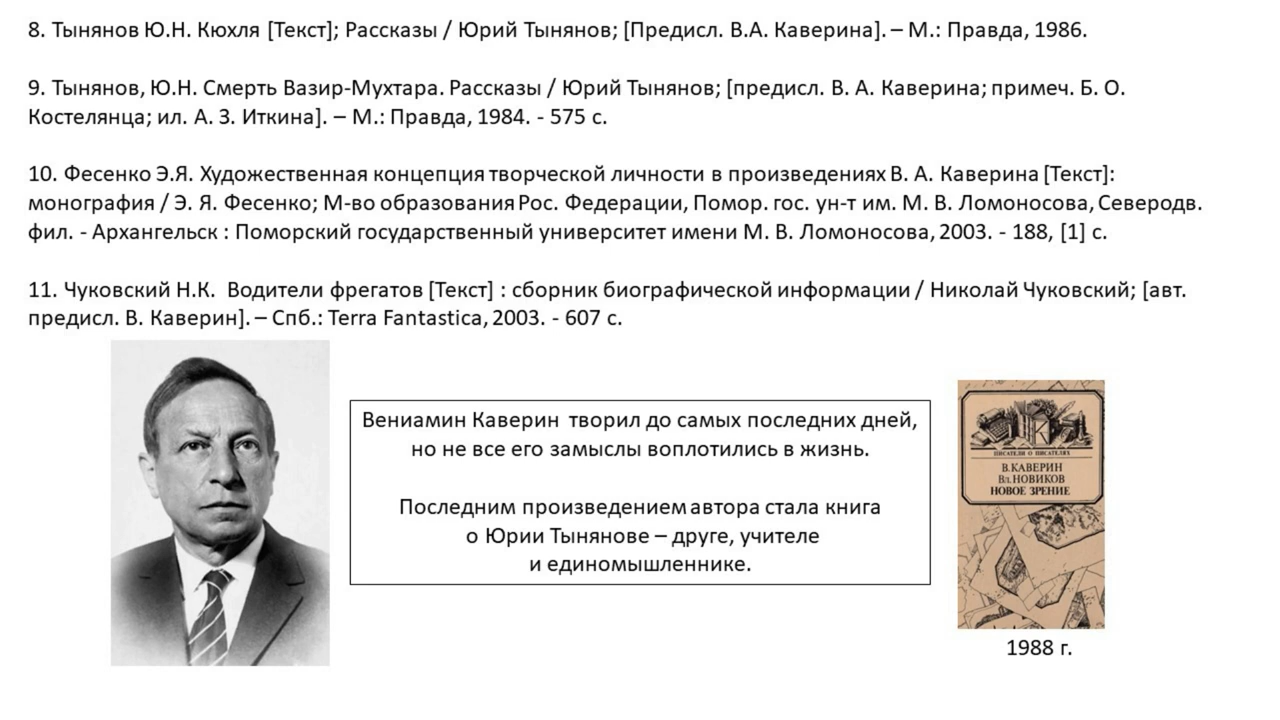 8. Тынянов Ю.Н. Кюхля [Текст]; Рассказы / Юрий Тынянов; [Предисл. В.А. Каверина]. – М.: Правда, 1986.
9. Тынянов, Ю.Н. Смерть Вазир-Мухтара. Рассказы / Юрий Тынянов; [предисл. В. А. Каверина; примеч. Б. О.
Костелянца; ил. А. З. Иткина]. – М.: Правда, 1984. - 575 с.
10. Фесенко Э.Я. Художественная концепция творческой личности в произведениях В. А. Каверина [Текст]:
монография / Э. Я. Фесенко; М-во образования Рос. Федерации, Помор. гос. ун-т им. М. В. Ломоносова, Северодв.
фил. - Архангельск : Поморский государственный университет имени М. В. Ломоносова, 2003. - 188, [1] с.
11. Чуковский Н.К.  Водители фрегатов [Текст] : сборник биографической информации / Николай Чуковский; [авт.
предисл. В. Каверин]. – Спб.: Terra Fantastica, 2003. - 607 с.
Вениамин Каверин  творил до самых последних дней,
но не все его замыслы воплотились в жизнь.
Последним произведением автора стала книга
о Юрии Тынянове – друге, учителе
и единомышленнике.
ПИСАТЕЛИ О ПИСАТЕЛЯХ
В. КАВЕРИН
Вл. НОВИКОВ
НОВОЕ ЗРЕНИЕ
1988 г.